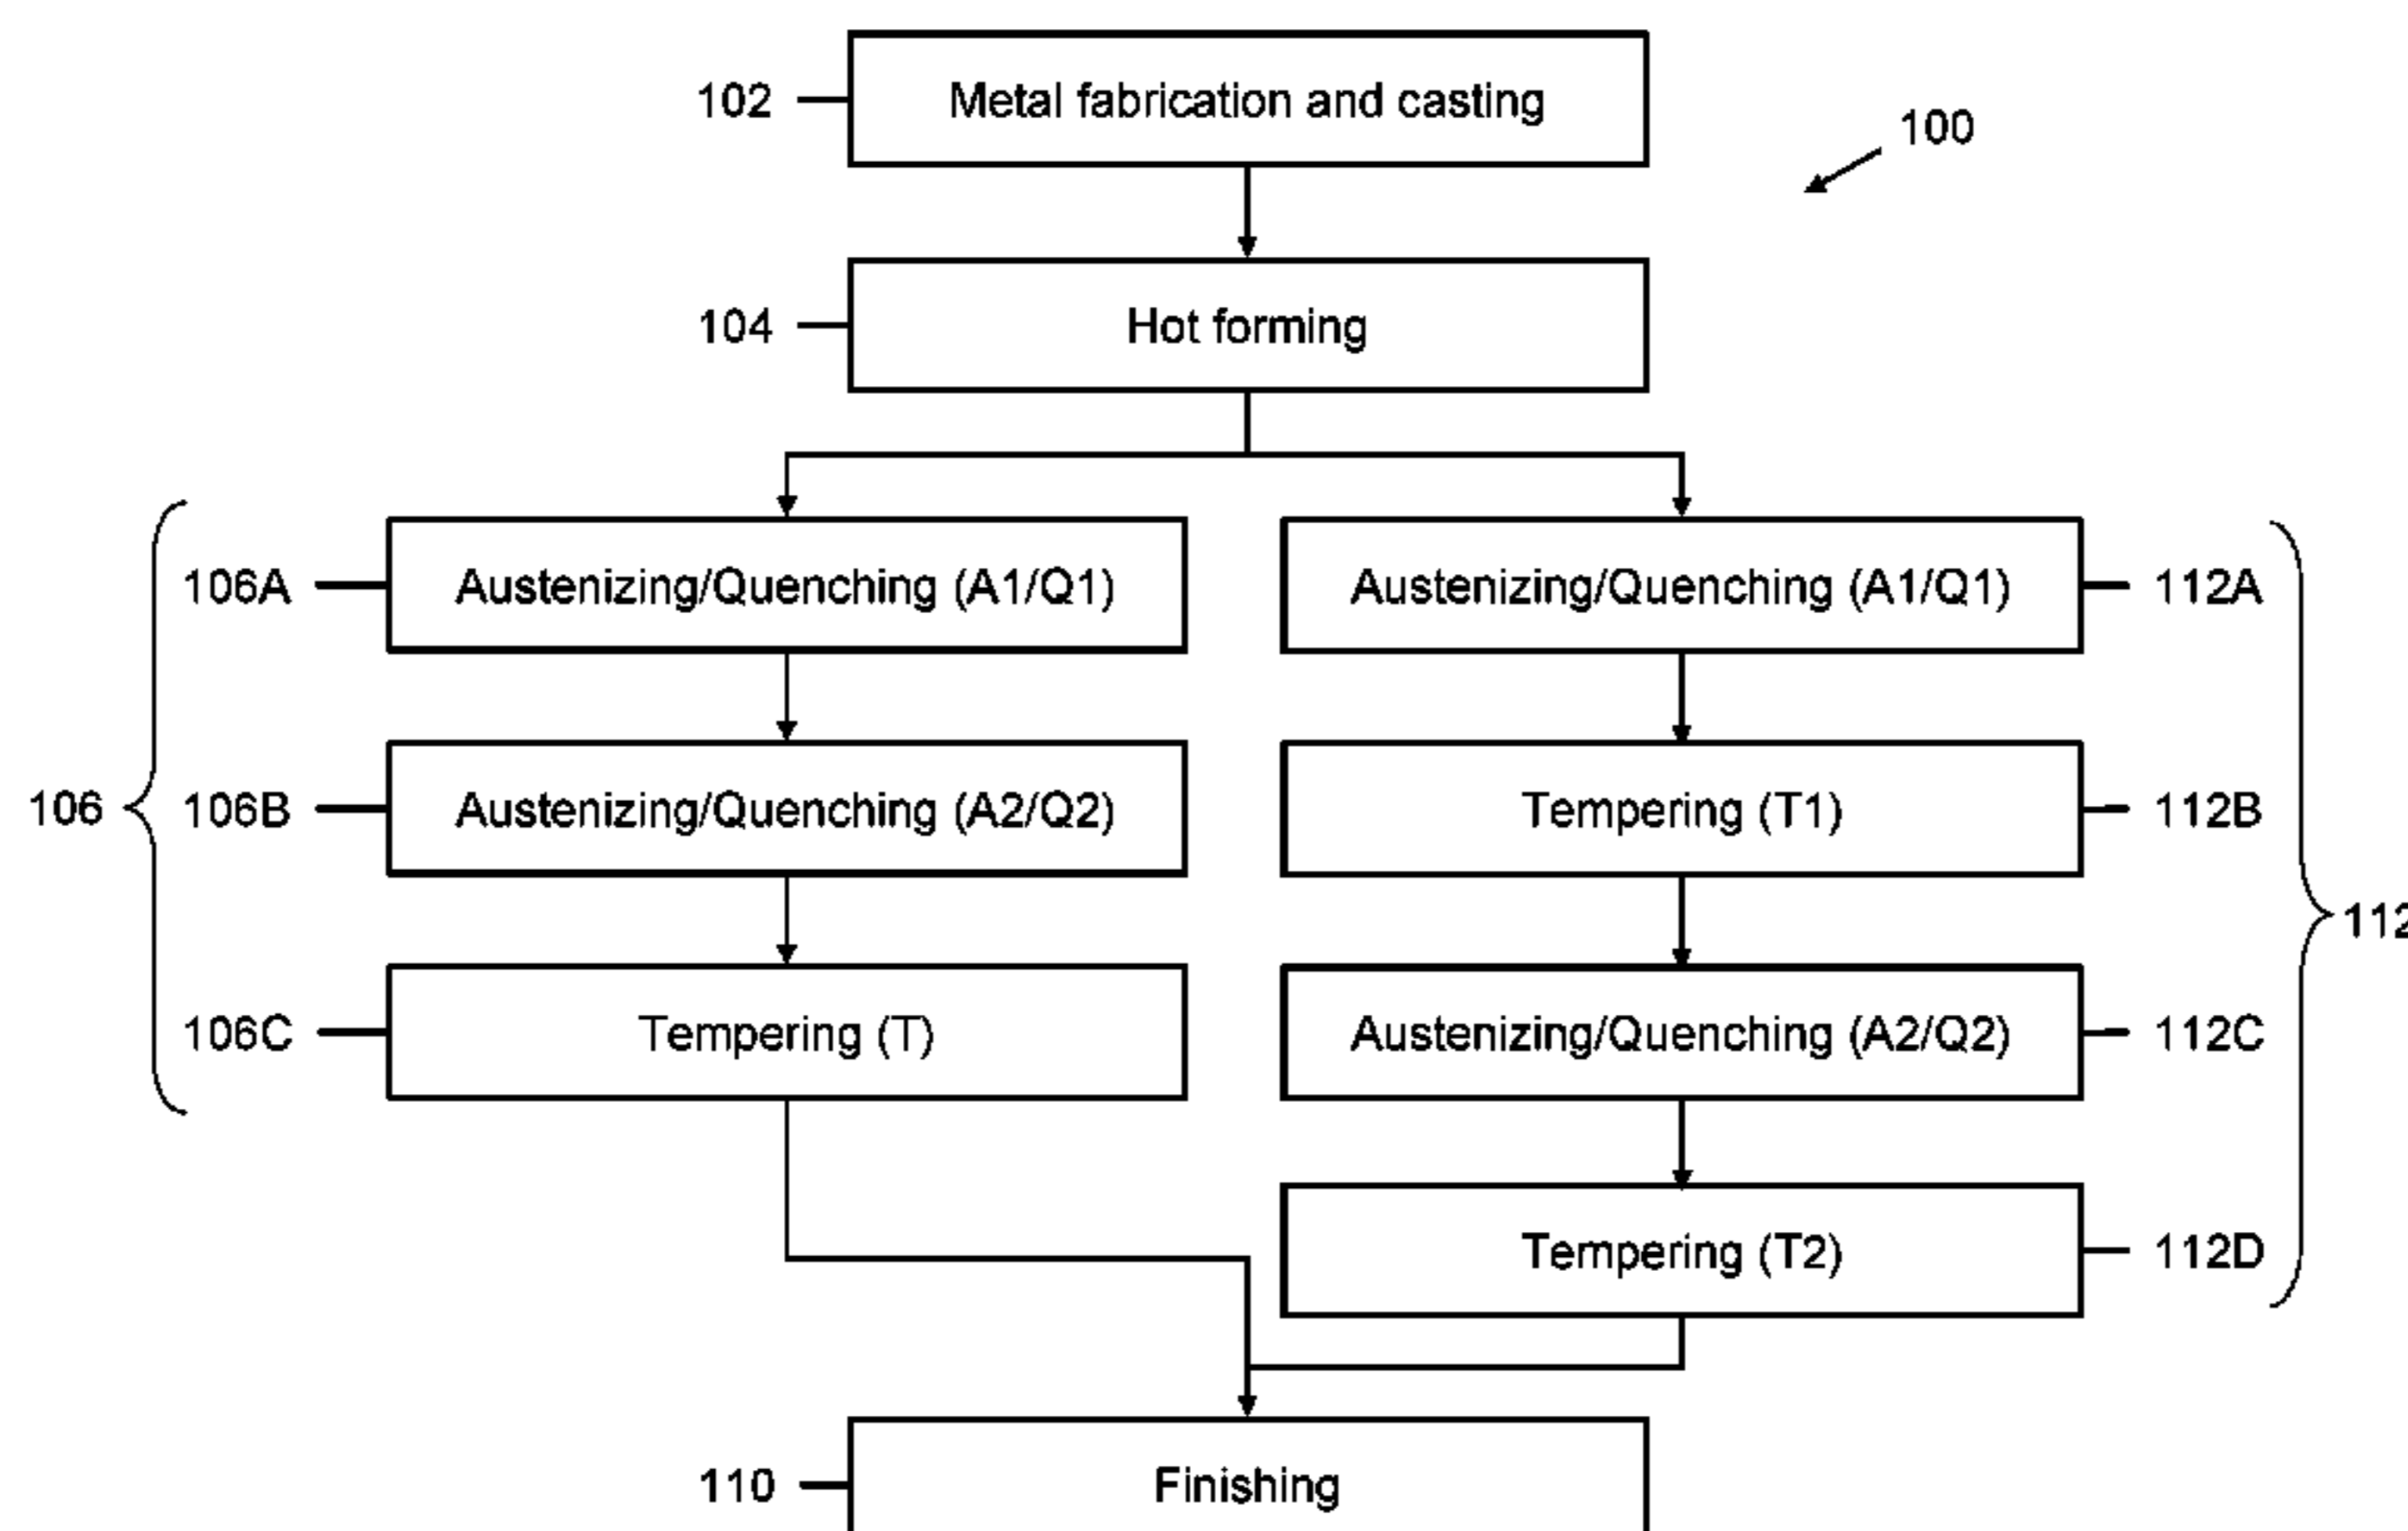 102 Metal fabrication and casting
100
104 Hot forming
106A Austenizing/Quenching (A1/Q1)
Austenizing/Quenching (A1/Q1) 112A
106
106B Austenizing/Quenching (A2/Q2)
Tempering (T1) 112B
112
106C Tempering (T)
Austenizing/Quenching (A2/Q2) 112C
Tempering (T2) 112D
110 Finishing